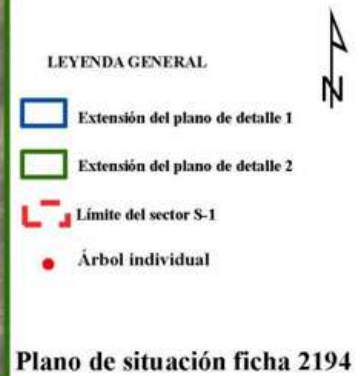 N
LEYENDA GENERAL
Extensión del plano de detalle 1
Extensión del plano de detalle 2
Límite del sector S-1
Árbol individual
Plano de situación ficha 2194